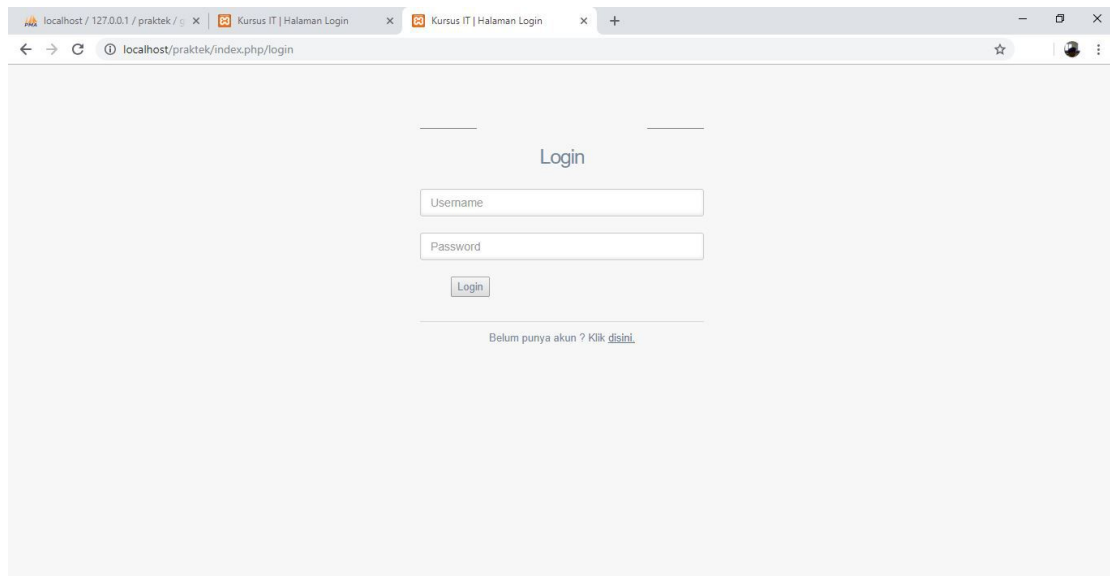 localhost / 127.0.0.1 / praktek / g
Kursus IT | Halaman Login
Kursus IT | Halaman Login
localhost/praktek/index.php/login
Login
Username
Password
Login
Belum punya akun ? Klik disini.